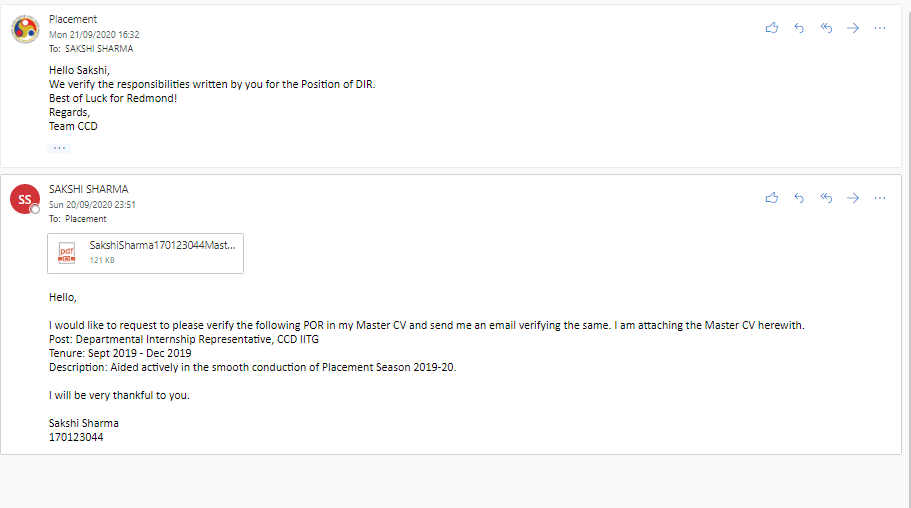 Placement
Mon 21/09/2020 16:32
To: SAKSHI SHARMA
Hello Sakshi,
We verify the responsibilities written by you for the Position of DIR.
Best of Luck for Redmond!
Regards,
Team CCD
...
SS
SAKSHI SHARMA
Sun 20/09/2020 23:51
To: Placement
pdf
SakshiSharma170123044Mast...
121 KB
Hello,
I would like to request to please verify the following POR in my Master CV and send me an email verifying the same. I am attaching the Master CV herewith.
Post: Departmental Internship Representative, CCD IITG
Tenure: Sept 2019 - Dec 2019
Description: Aided actively in the smooth conduction of Placement Season 2019-20.
I will be very thankful to you.
Sakshi Sharma
170123044